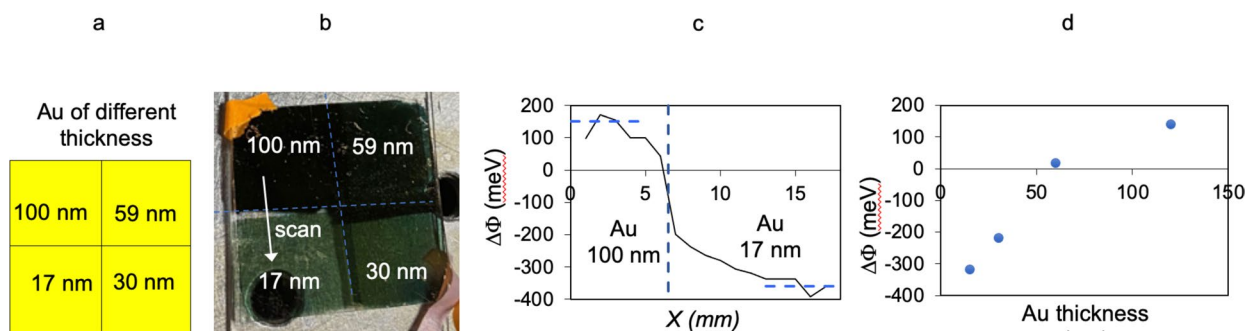 a
b
c
d
Au of different
thickness
100 nm
59 nm
17 nm
30 nm
100 nm
59 nm
scan
17 nm
30 nm
ΔΦ (meV)
200
100
0
-100
-200
-300
-400
0
5
10
15
Au
100 nm
Au
17 nm
X (mm)
ΔΦ (meV)
200
100
0
-100
-200
-300
-400
0
50
100
150
Au thickness